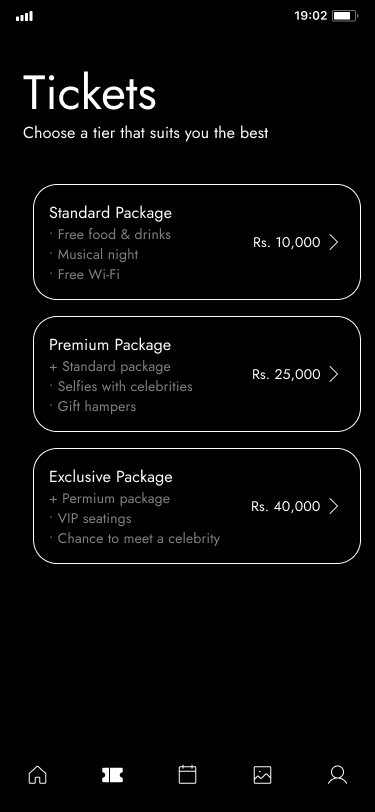 19:02
Tickets
Choose a tier that suits you the best
Standard Package
· Free food & drinks
· Musical night
· Free Wi-Fi
Rs. 10,000
Premium Package
+ Standard package
· Selfies with celebrities
· Gift hampers
Rs. 25,000
Exclusive Package
+ Permium package
· VIP seatings
· Chance to meet a celebrity
Rs. 40,000